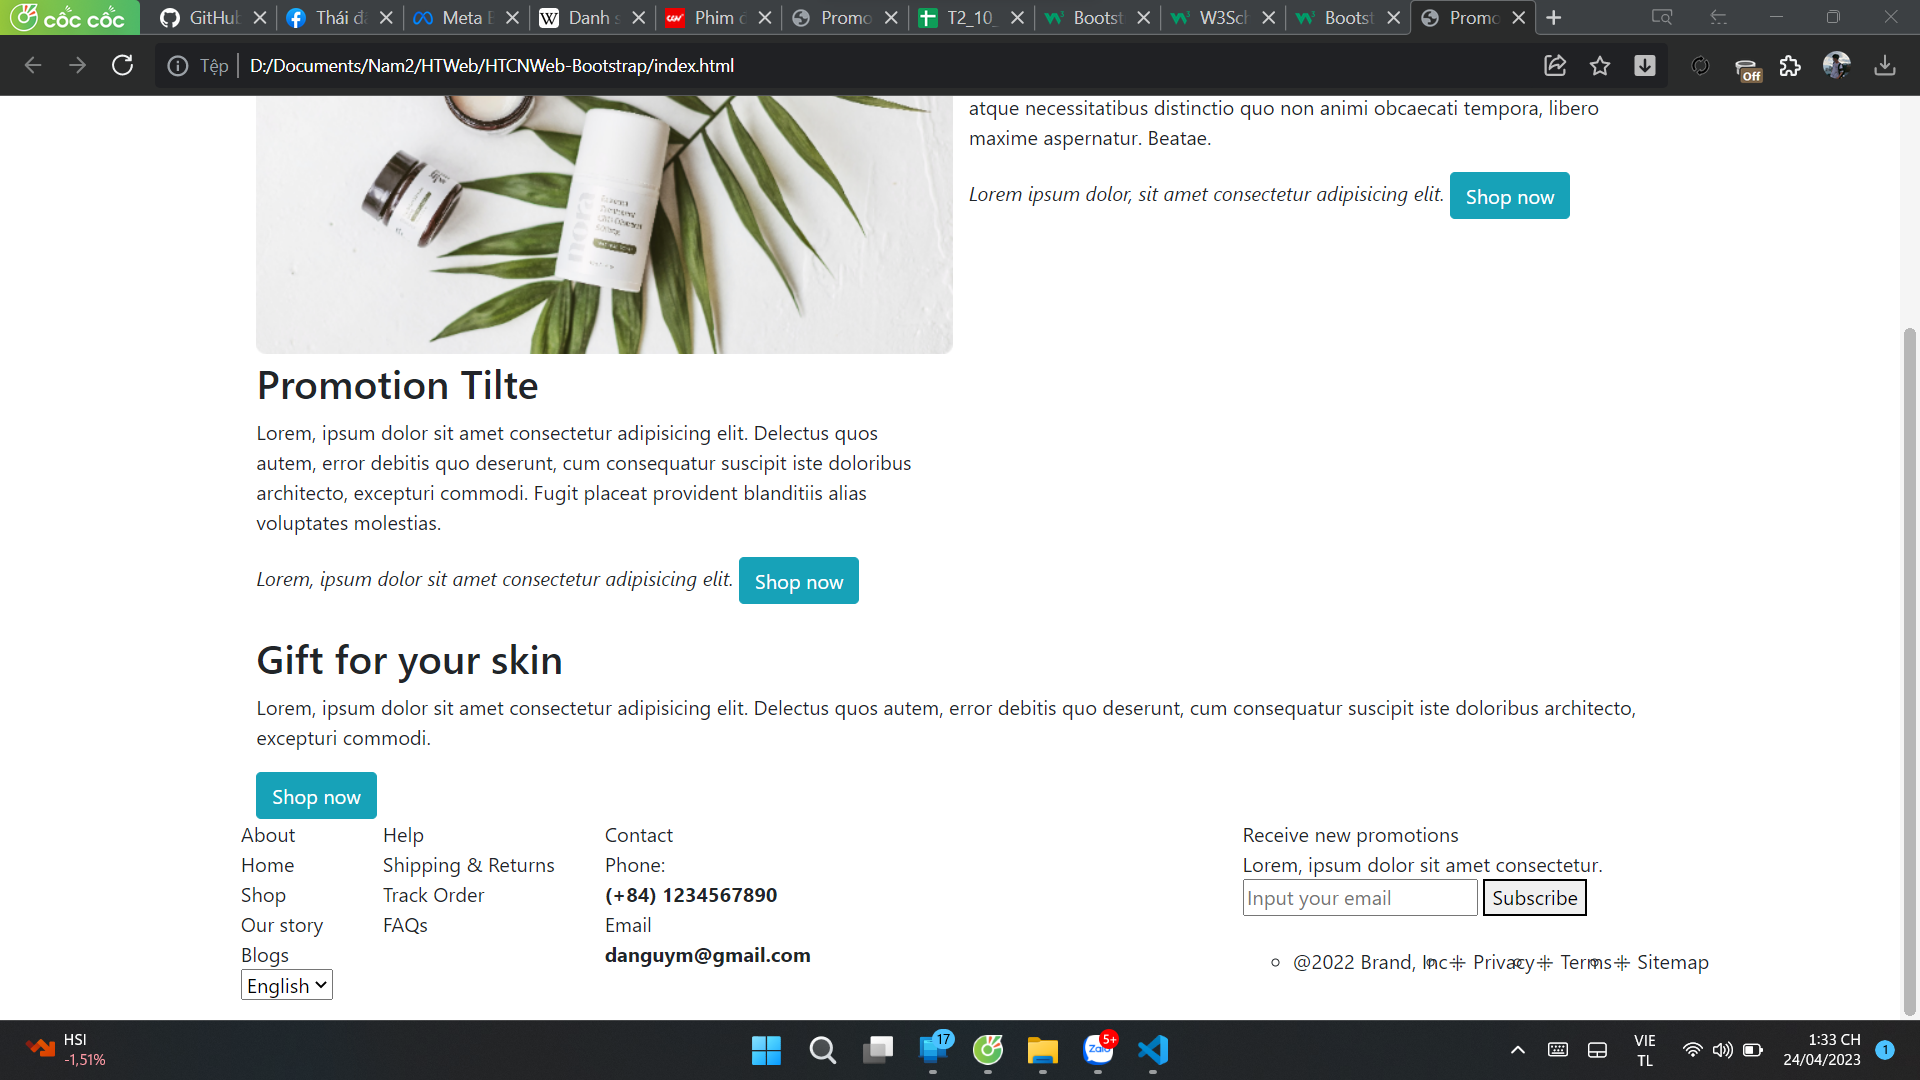 cốc cốc
GitHub
Thái đ
Meta
Danh s
Phim
Promo
T2_10_
Bootst
W3Sch
Bootst
Promo
Tệp
D:/Documents/Nam2/HTWeb/HTCNWeb-Bootstrap/index.html
Off
atque necessitatibus distinctio quo non animi obcaecati tempora, libero
maxime aspernatur. Beatae.
Lorem ipsum dolor, sit amet consectetur adipisicing elit. Shop now
Promotion Tilte
Lorem, ipsum dolor sit amet consectetur adipisicing elit. Delectus quos
autem, error debitis quo deserunt, cum consequatur suscipit iste doloribus
architecto, excepturi commodi. Fugit placeat provident blanditiis alias
voluptates molestias.
Lorem, ipsum dolor sit amet consectetur adipisicing elit. Shop now
Gift for your skin
Lorem, ipsum dolor sit amet consectetur adipisicing elit. Delectus quos autem, error debitis quo deserunt, cum consequatur suscipit iste doloribus architecto,
excepturi commodi.
Shop now
About
Home
Shop
Our story
Blogs
English
Help
Shipping & Returns
Track Order
FAQs
Contact
Phone:
(+84) 1234567890
Email
danguym@gmail.com
Receive new promotions
Lorem, ipsum dolor sit amet consectetur.
Input your email Subscribe
@2022 Brand, Inc Privacy Terms Sitemap
HSI
-1,51%
17
Zalo
5+
VIE
TL
1:33 CH
24/04/2023
1